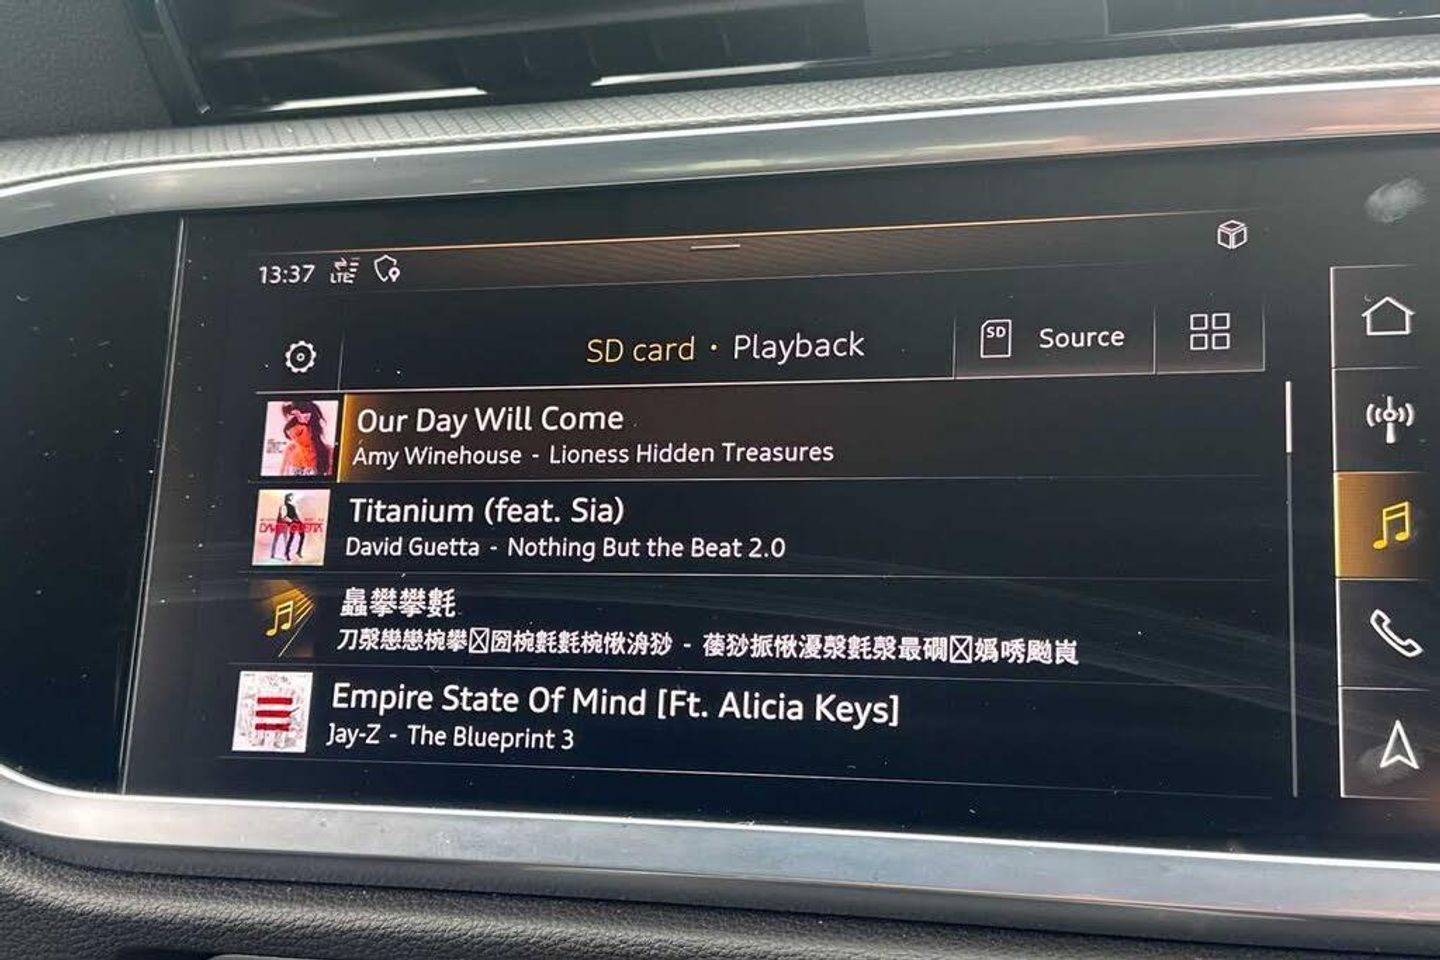 13:37 LTE
SD card · Playback
SD Source
Our Day Will Come
Amy Winehouse - Lioness Hidden Treasures
Titanium (feat. Sia)
David Guetta - Nothing But the Beat 2.0
Empire State Of Mind [Ft. Alicia Keys]
Jay-Z - The Blueprint 3